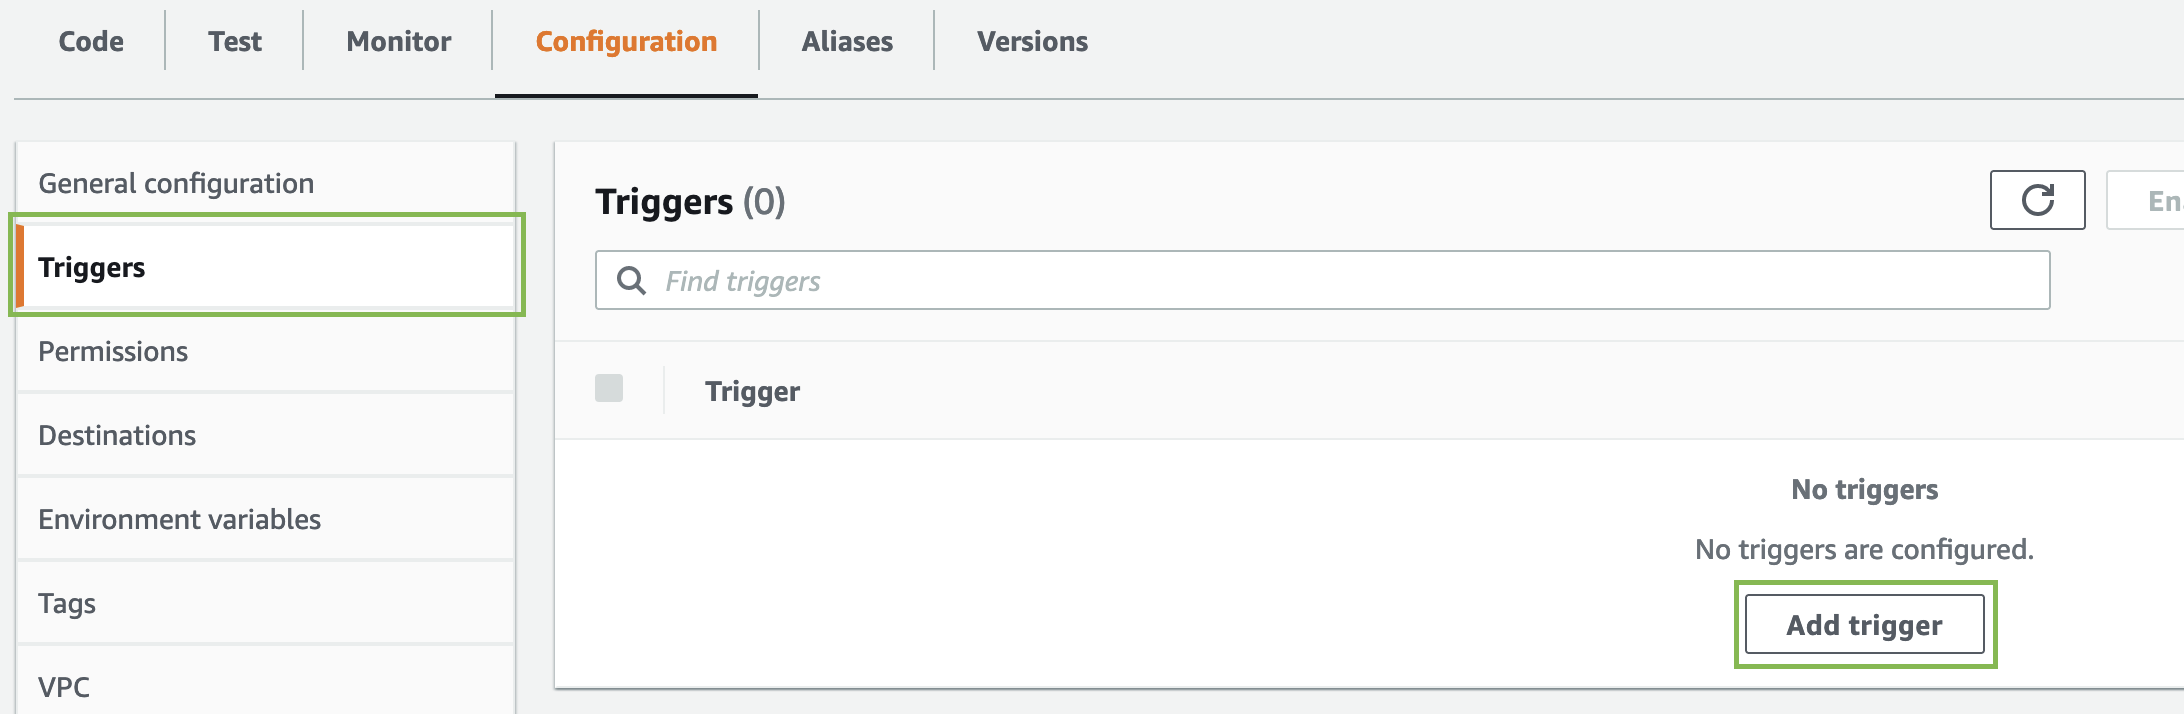 Code Test Monitor Configuration Aliases Versions
General configuration
Triggers
Permissions
Destinations
Environment variables
Tags
VPC
Triggers (0)
En
Find triggers
Trigger
No triggers
No triggers are configured.
Add trigger